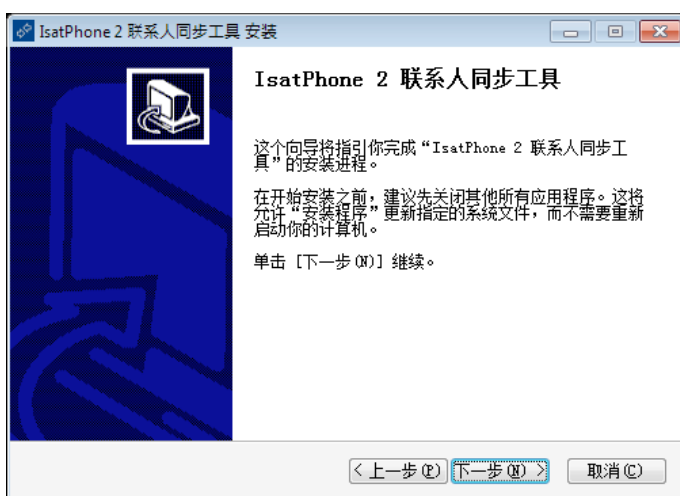 IsatPhone 2 联系人同步工具 安装
IsatPhone 2 联系人同步工具
这个向导将指引你完成“IsatPhone 2 联系人同步工
具”的安装进程。
在开始安装之前，建议先关闭其他所有应用程序。这将
允许“安装程序”更新指定的系统文件，而不需要重新
启动你的计算机。
单击 [下一步(N)] 继续。
< 上一步(P) 下一步(N) > 取消(C)